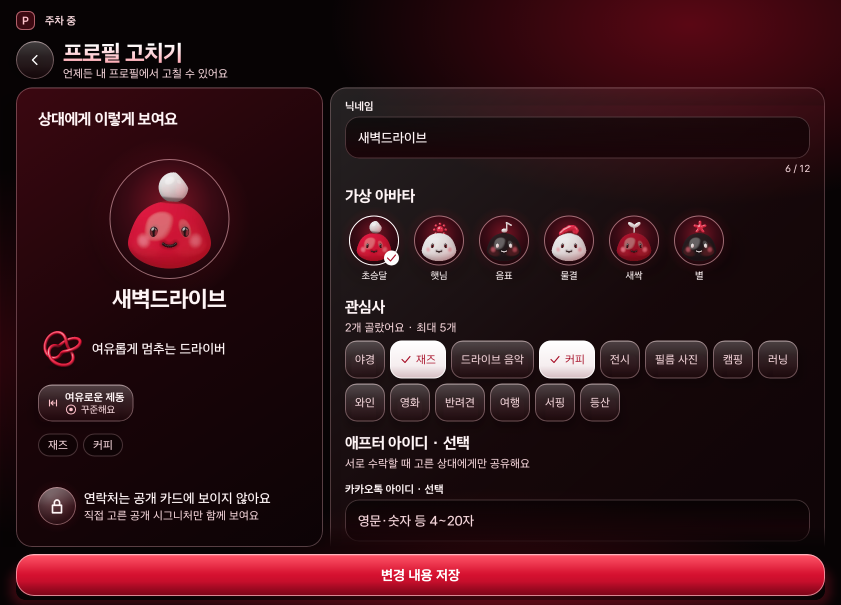 P 주차 중
프로필 고치기
언제든 내 프로필에서 고칠 수 있어요
상대에게 이렇게 보여요
새벽드라이브
여유롭게 멈추는 드라이버
여유로운 제동
꾸준해요
재즈 커피
연락처는 공개 카드에 보이지 않아요
직접 고른 공개 시그니처만 함께 보여요
닉네임
새벽드라이브
6 / 12
가상 아바타
초승달 햇님 음표 물결 새싹 별
관심사
2개 골랐어요 · 최대 5개
야경 재즈 드라이브 음악 커피 전시 필름 사진 캠핑 러닝
와인 영화 반려견 여행 서핑 등산
애프터 아이디 · 선택
서로 수락할 때 고른 상대에게만 공유해요
카카오톡 아이디 · 선택
영문·숫자 등 4~20자
변경 내용 저장